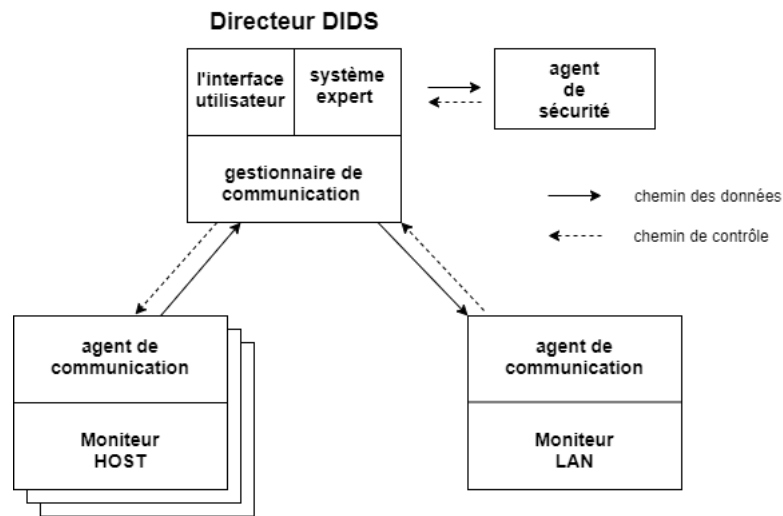 Directeur DIDS
l'interface
utilisateur
système
expert
agent
de
sécurité
gestionnaire de
communication
chemin des données
chemin de contrôle
agent de
communication
Moniteur
HOST
agent de
communication
Moniteur
LAN